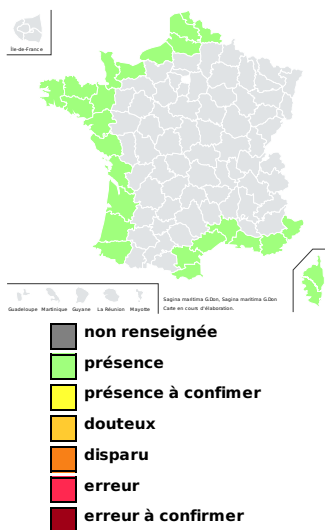 Île-de-France
Guadeloupe Martinique Guyane La Réunion Mayotte
Sagina maritima G.Don, Sagina maritima G.Don
Carte en cours d'élaboration.
non renseignée
présence
présence à confimer
douteux
disparu
erreur
erreur à confirmer